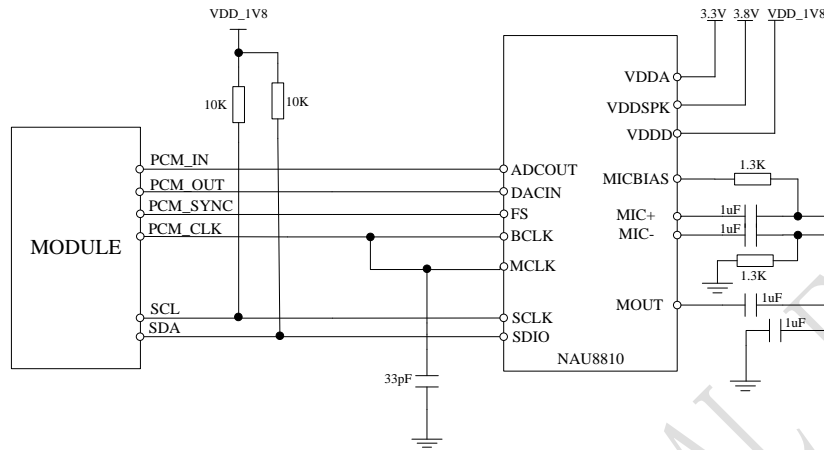 VDD_1V8
3.3V 3.8V VDD_1V8
10K
10K
VDDA
VDDSPK
VDDD
MICBIAS
1.3K
MIC+
1uF
MIC-
1uF
1.3K
MOUT
1uF
1uF
MODULE
PCM_IN
PCM_OUT
PCM_SYNC
PCM_CLK
SCL
SDA
ADCOUT
DACIN
FS
BCLK
MCLK
SCLK
SDIO
NAU8810
33pF